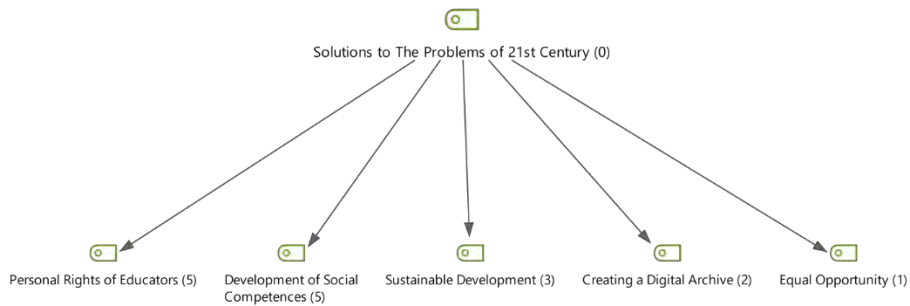 Solutions to The Problems of 21st Century (0)
Personal Rights of Educators (5)
Development of Social
Competences (5)
Sustainable Development (3)
Creating a Digital Archive (2)
Equal Opportunity (1)